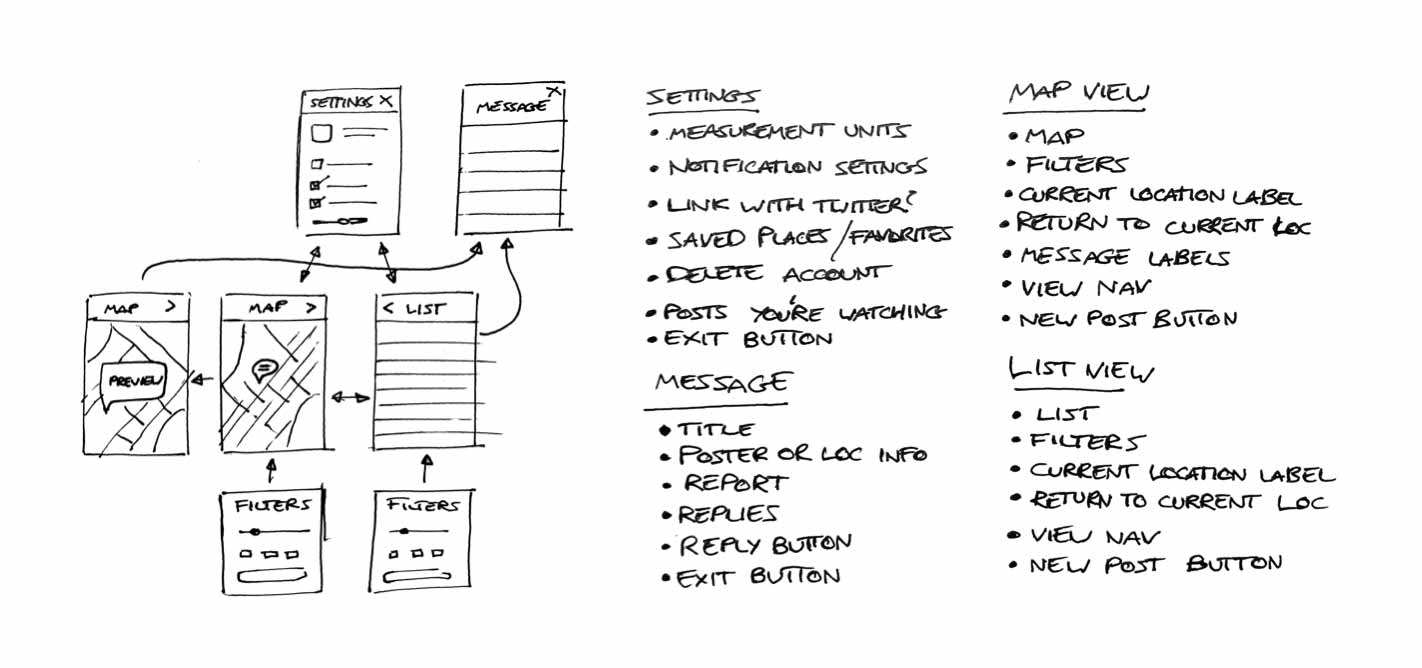 SETTINGS X
MESSAGE X
MAP >
PREVIEW
MAP >
< LIST
FILTERS
FILTERS
SETTINGS
• MEASUREMENT UNITS
• NOTIFICATION SETINGS
• LINK WITH TWITTER?
• SAVED PLACES/FAVORITES
• DELETE ACCOUNT
• POSTS YOU'RE WATCHING
• EXIT BUTTON
MESSAGE
• TITLE
• POSTER OR LOC INFO
• REPORT
• REPLIES
• REPLY BUTTON
• EXIT BUTTON
MAP VIEW
• MAP
• FILTERS
• CURRENT LOCATION LABEL
• RETURN TO CURRENT LOC
• MESSAGE LABELS
• VIEW NAV
• NEW POST BUTTON
LIST VIEW
• LIST
• FILTERS
• CURRENT LOCATION LABEL
• RETURN TO CURRENT LOC
• VIEW NAV
• NEW POST BUTTON